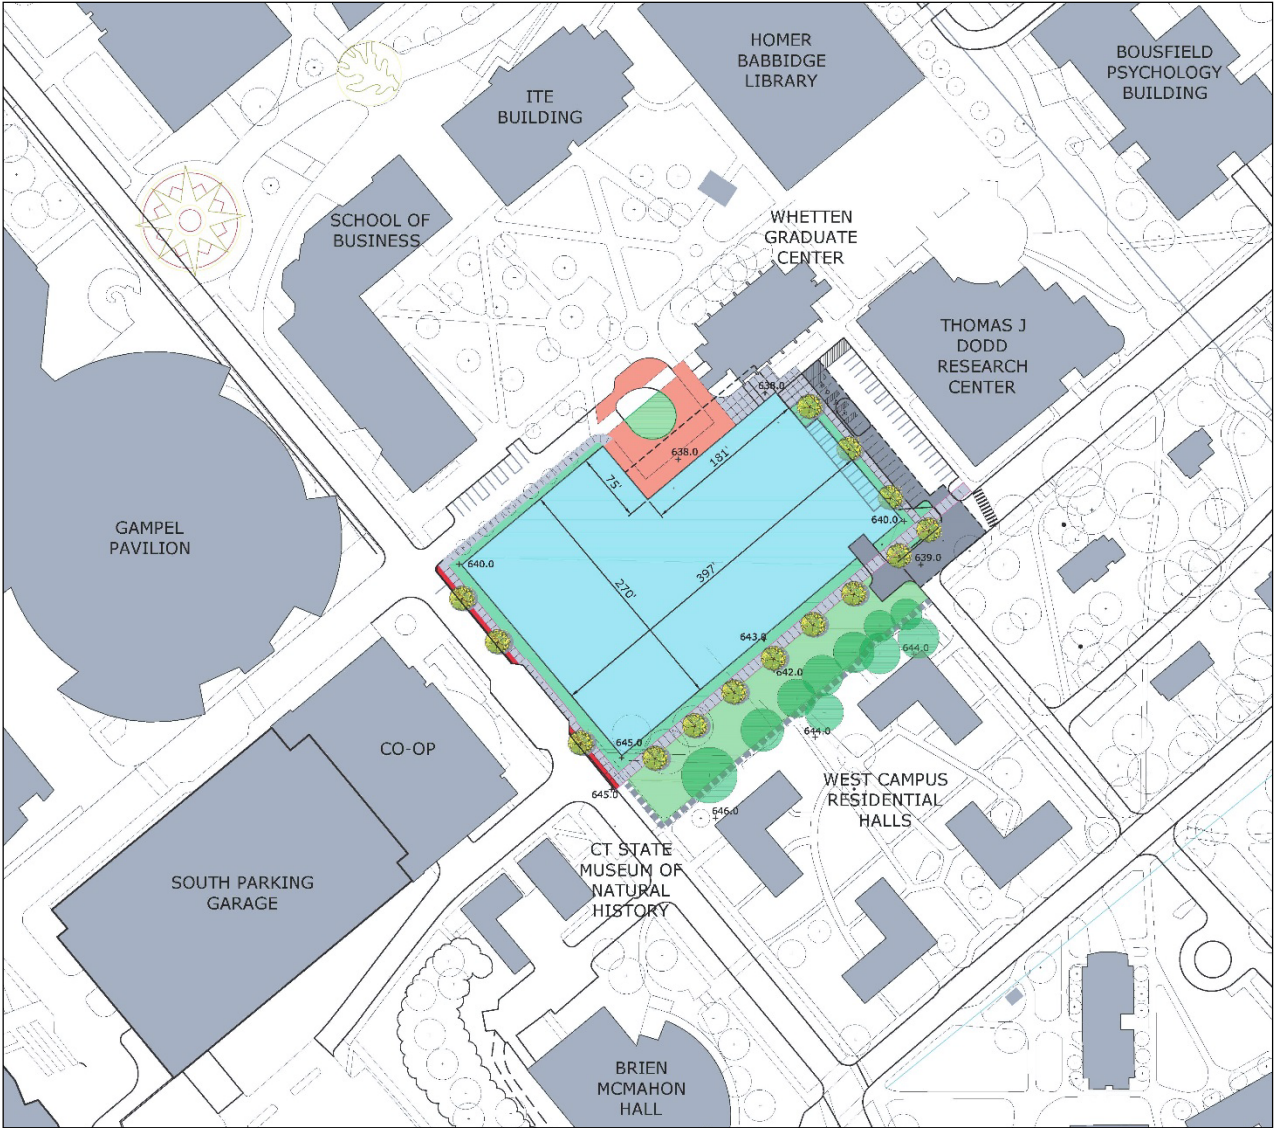 HOMER
BABBIDGE
LIBRARY
BOUSFIELD
PSYCHOLOGY
BUILDING
ITE
BUILDING
SCHOOL OF
BUSINESS
WHETTEN
GRADUATE
CENTER
THOMAS J
DODD
RESEARCH
CENTER
638.0
638.0
181'
75'
GAMPEL
PAVILION
640.0
640.0
639.0
397'
270'
643.0
644.0
642.0
644.0
645.0
645.0
646.0
CO-OP
WEST CAMPUS
RESIDENTIAL
HALLS
CT STATE
MUSEUM OF
NATURAL
HISTORY
SOUTH PARKING
GARAGE
BRIEN
MCMAHON
HALL